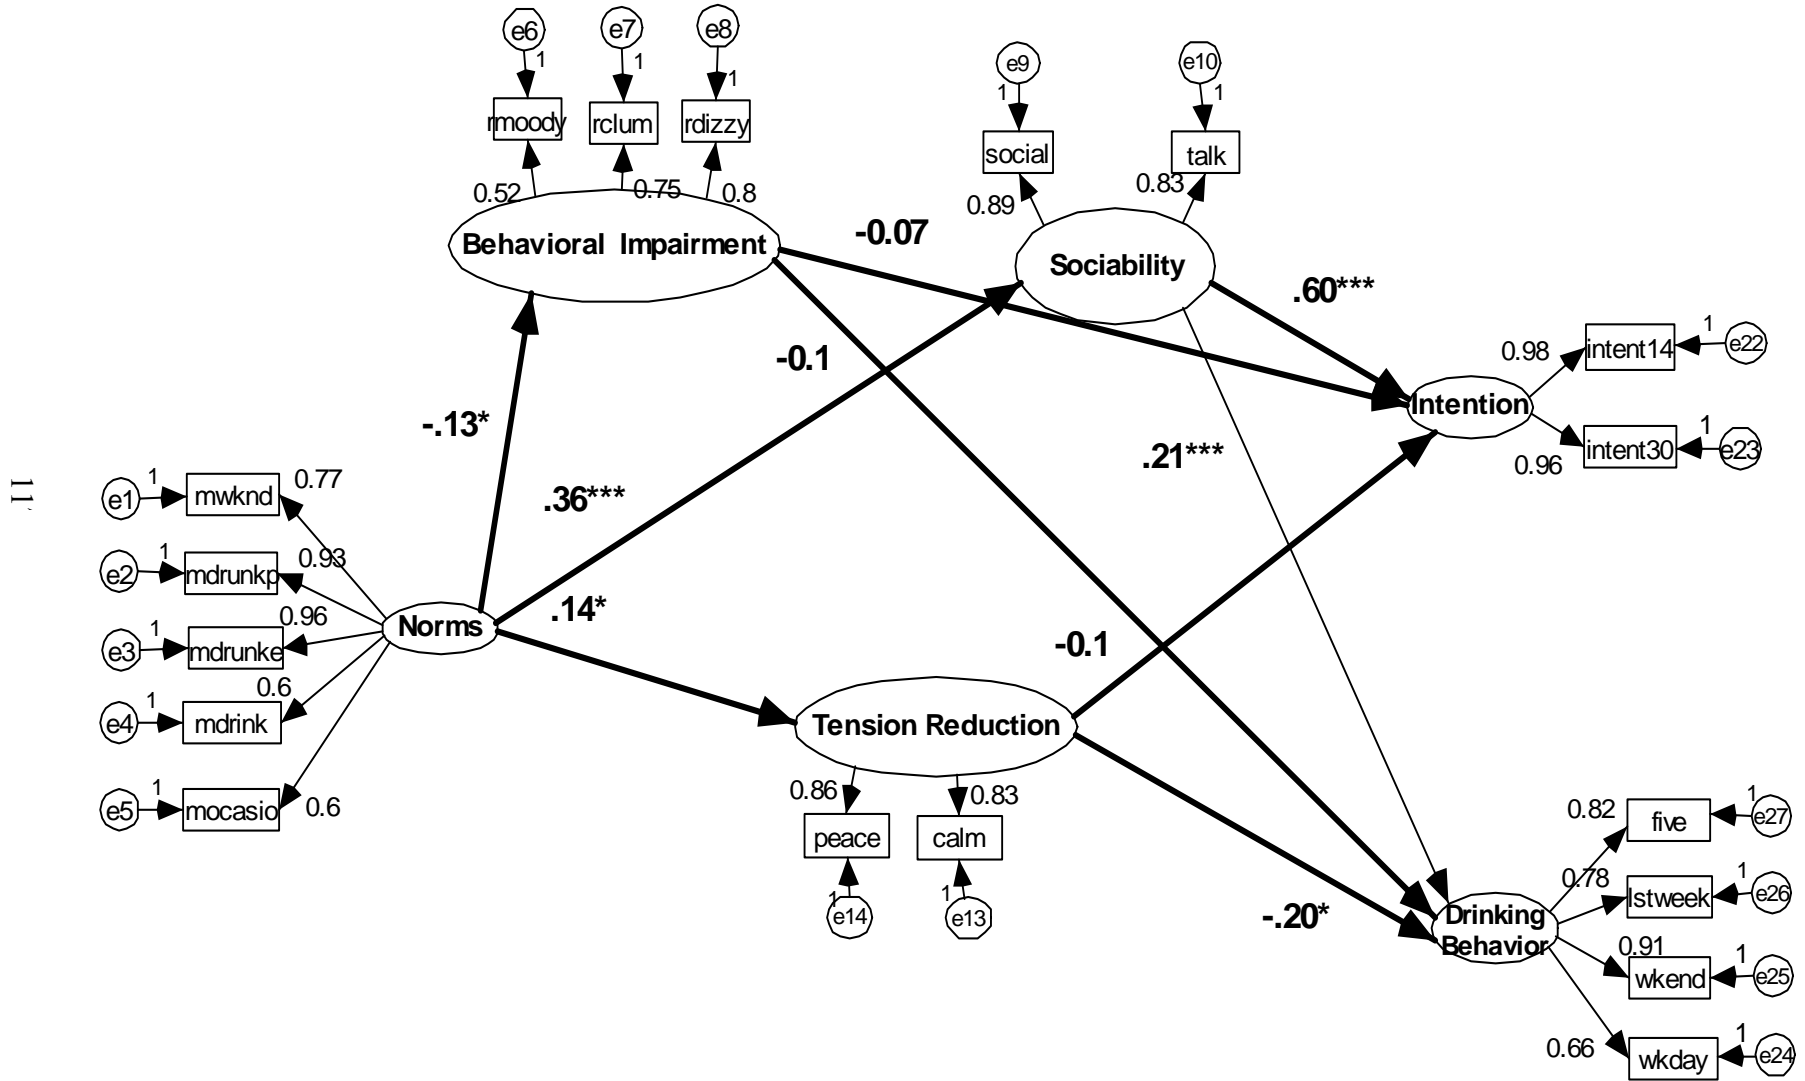 e6
e7
e8
1
1
1
rmoody
rclum
rdizzy
0.52
0.75
0.8
Behavioral Impairment
e9
e10
1
1
social
talk
0.89
0.83
Sociability
-0.07
.60***
-0.1
-.13*
.36***
.14*
.21***
-0.1
-.20*
Intention
0.98
intent14
1
e22
0.96
intent30
1
e23
11
e1
1
mwknd
0.77
e2
1
mdrunkp
0.93
e3
1
mdrunke
0.96
e4
1
mdrink
0.6
e5
1
mocasio
0.6
Norms
Tension Reduction
0.86
0.83
peace
calm
1
1
e14
e13
Drinking
Behavior
0.82
five
1
e27
0.78
lstweek
1
e26
0.91
wkend
1
e25
0.66
wkday
1
e24